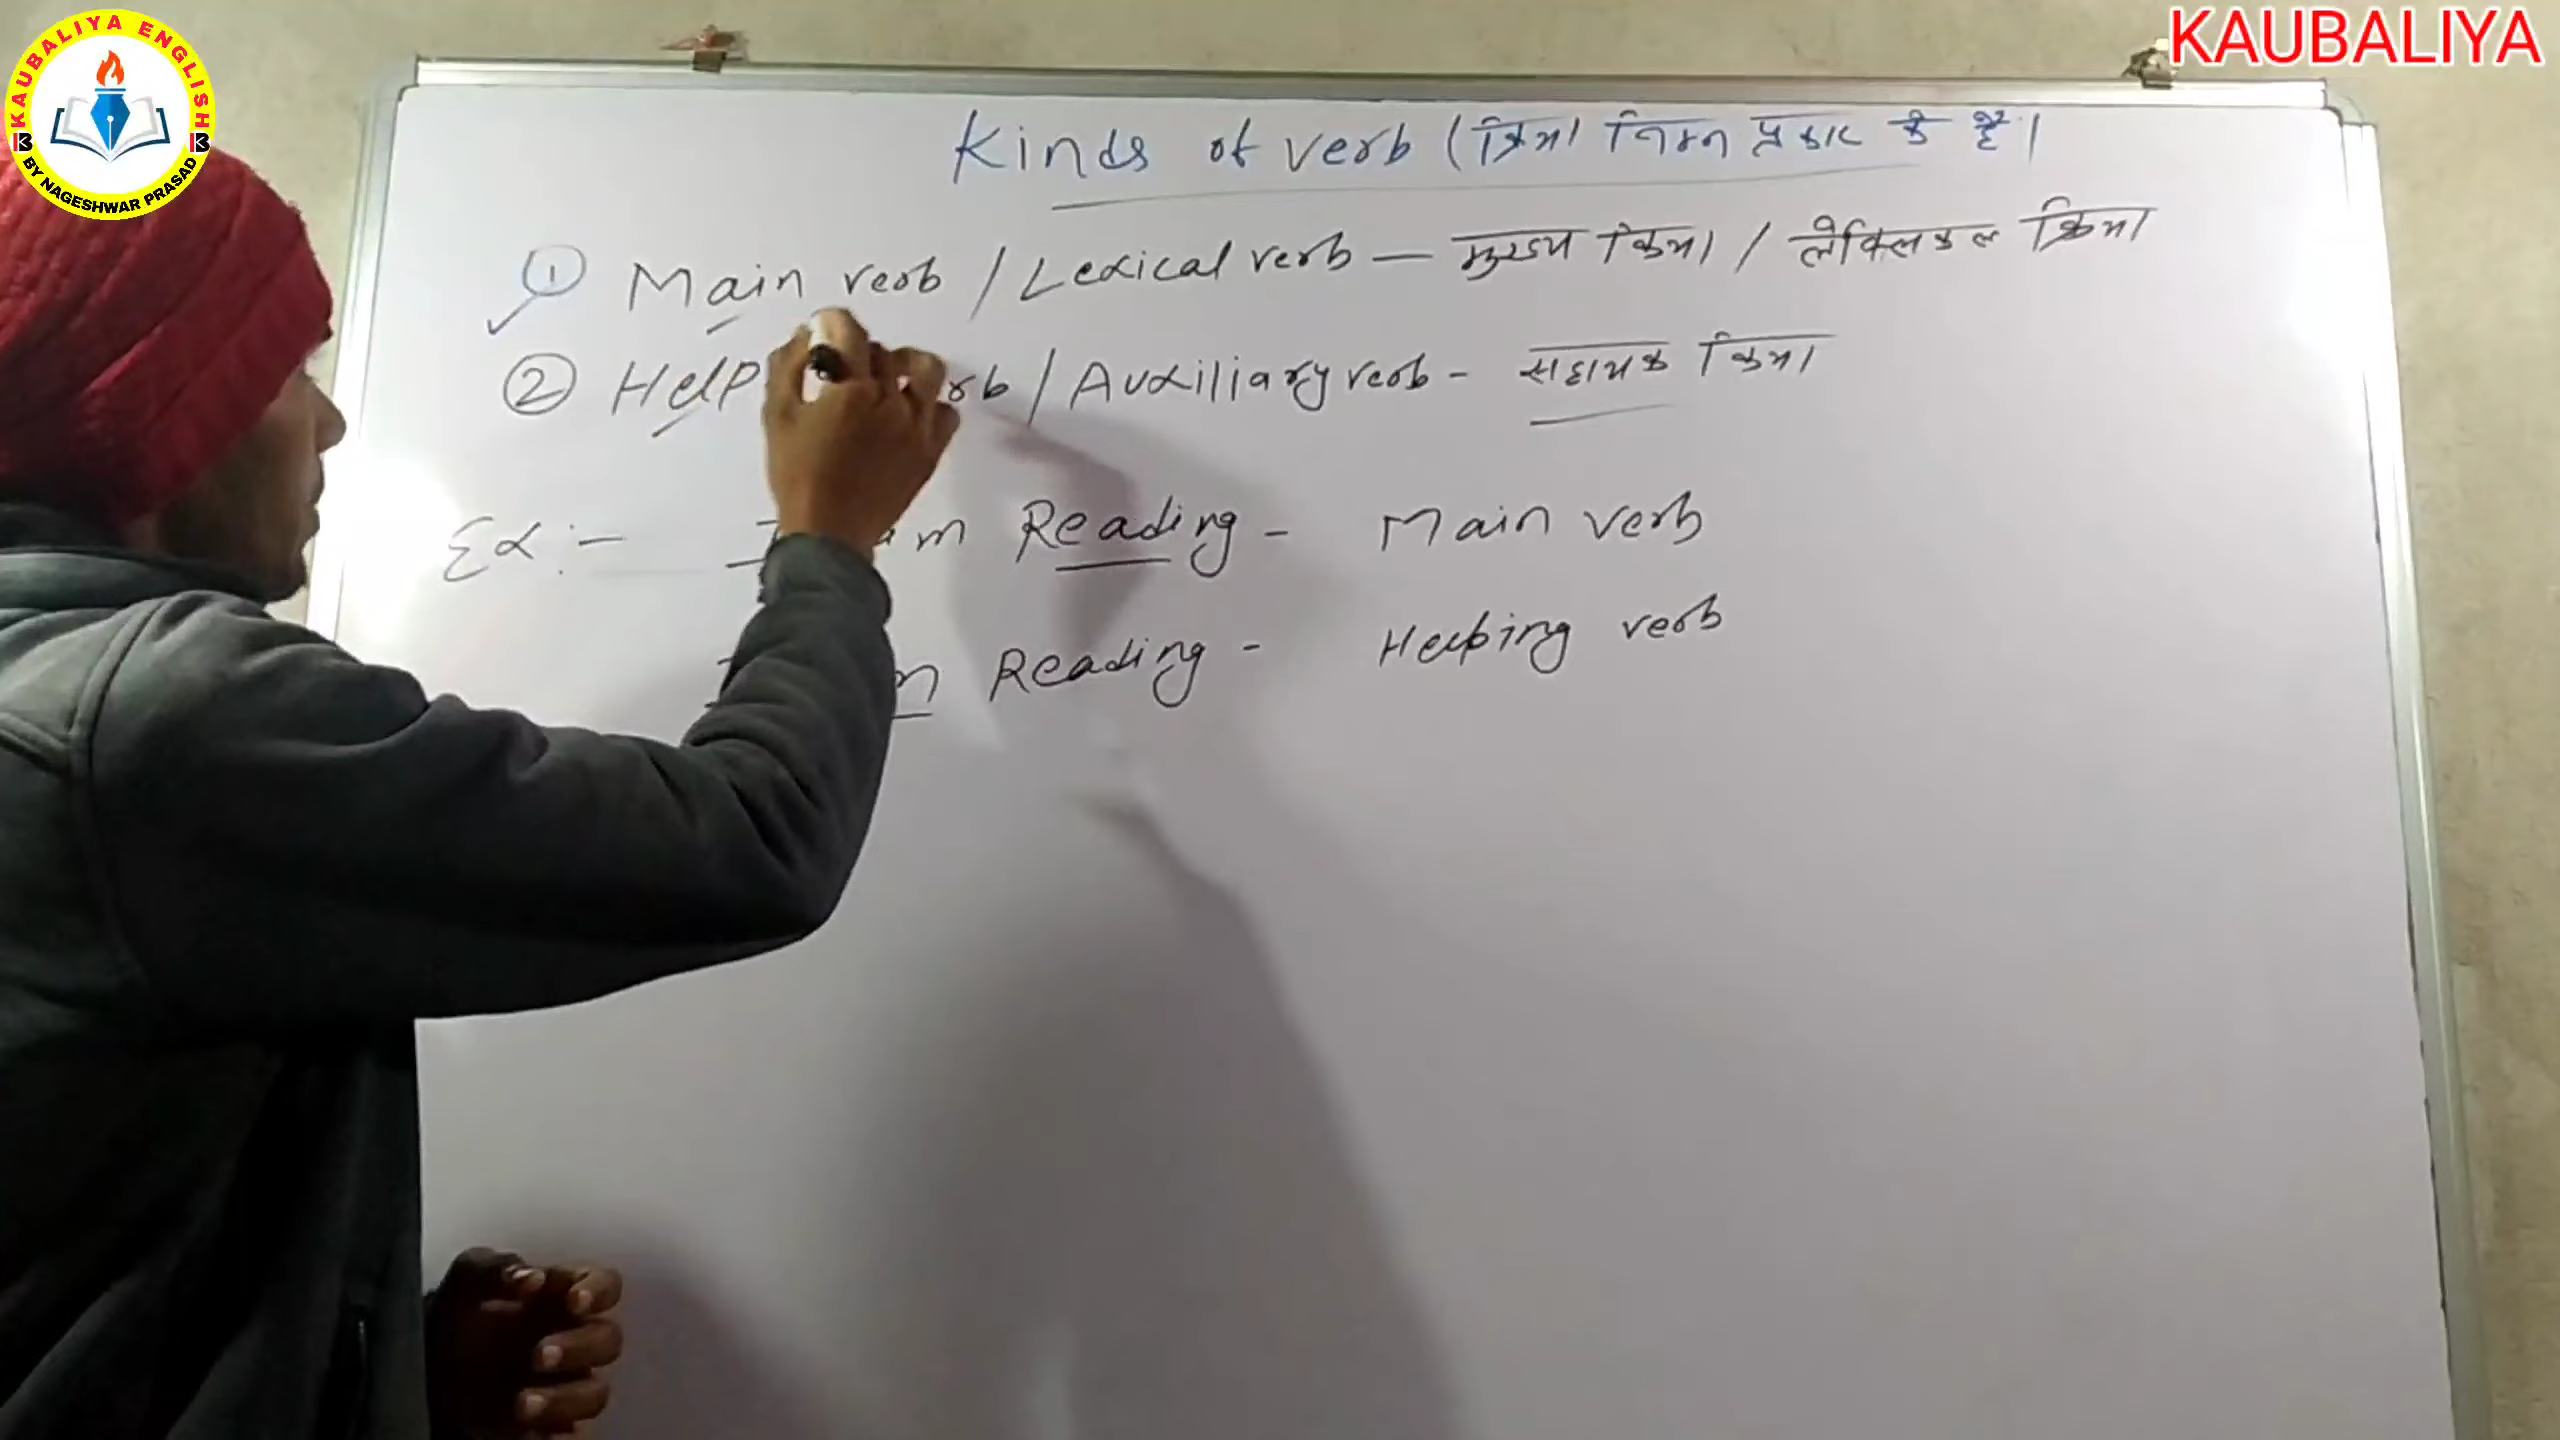 KAUBALIYA ENGLISH
BY NAGESHWAR PRASAD
KAUBALIYA
Kinds of verb (क्रिया निम्न प्रकार के हैं।
① Main verb / Lexical verb — मुख्य क्रिया / लेक्सिकल क्रिया
② Help rb / Auxiliary verb - सहायक क्रिया
Ex :- I am Reading - Main verb
Reading - Helping verb